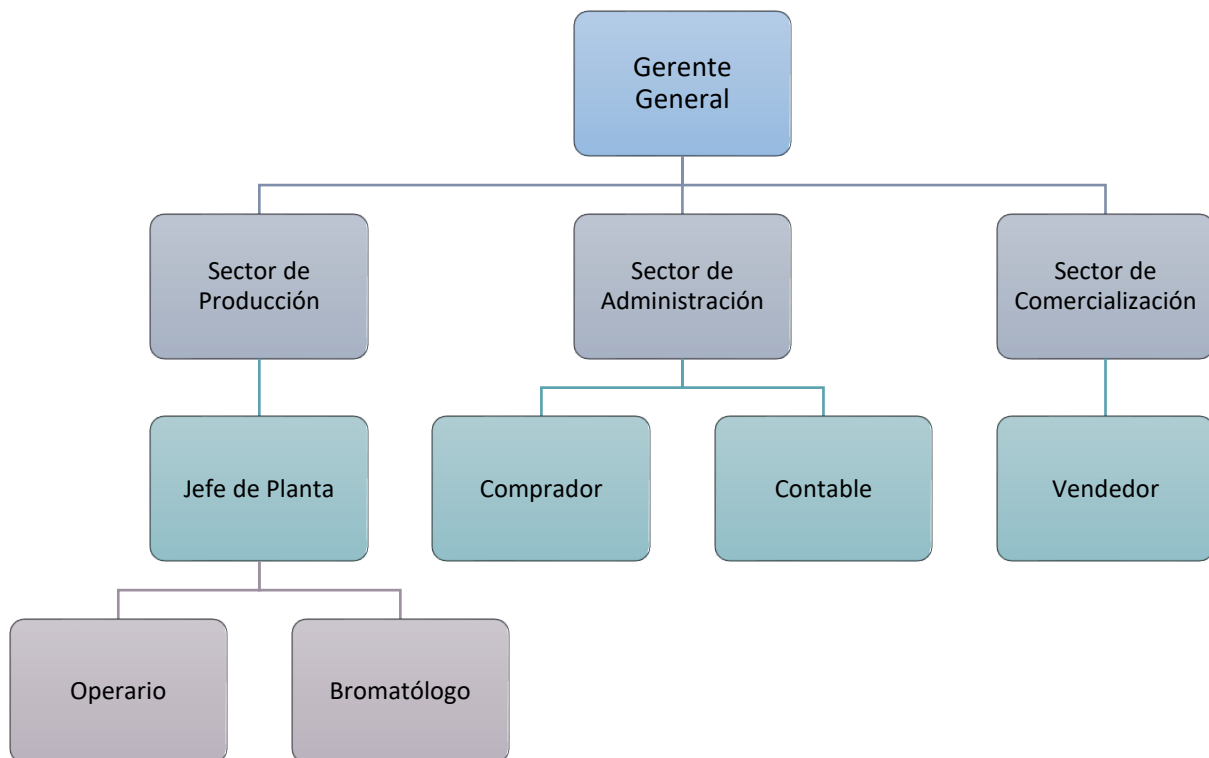 Gerente
General
Sector de
Producción
Sector de
Administración
Sector de
Comercialización
Jefe de Planta
Comprador
Contable
Vendedor
Operario
Bromatólogo